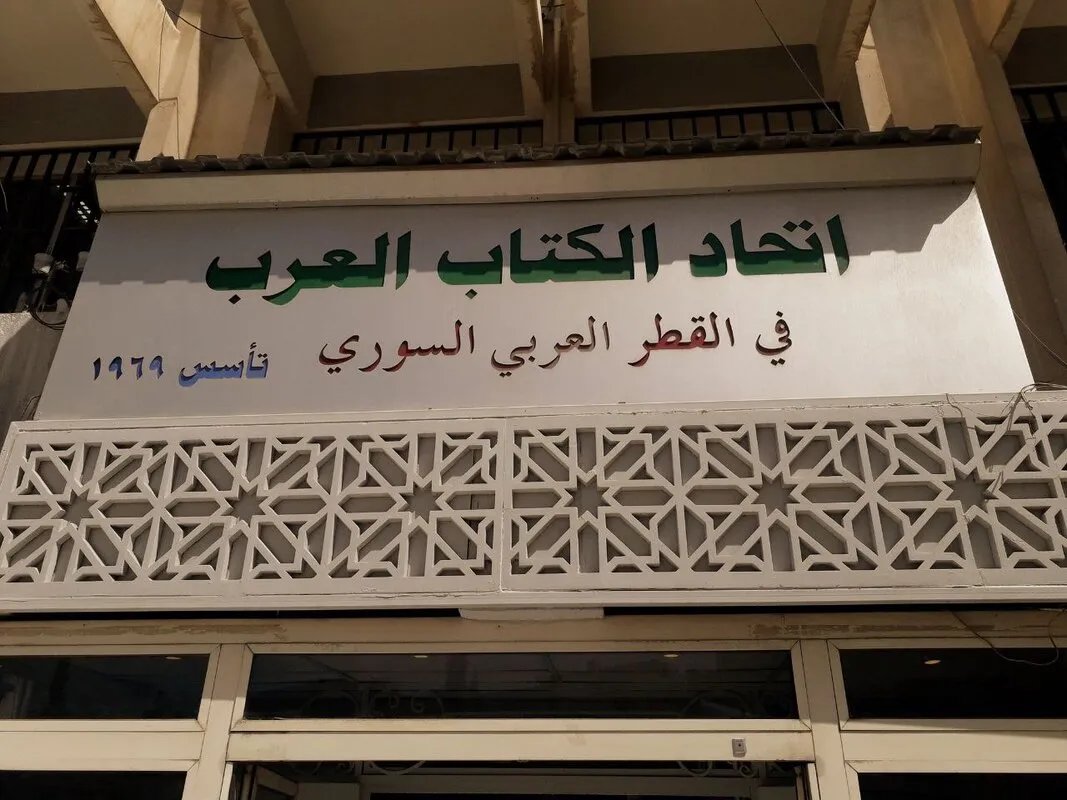 اتحاد الكتاب العرب
في القطر العربي السوري
تأسس ١٩٦٩